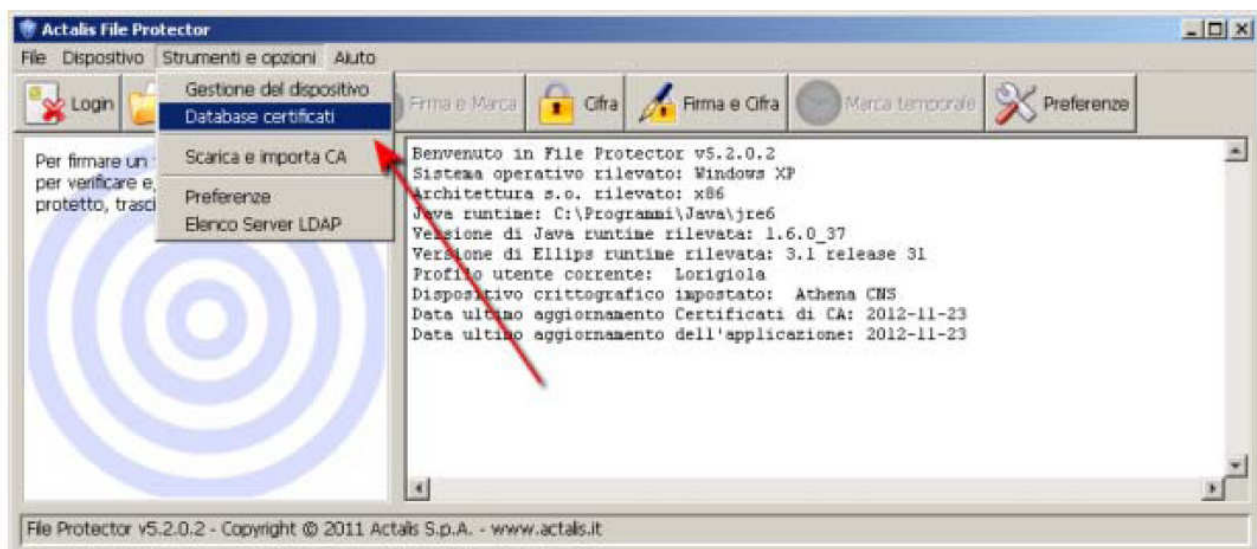 Actalis File Protector
File Dispositivo Strumenti e opzioni Aiuto
Login
Firma e Marca Cifra Firma e Cifra Marca temporale Preferenze
Gestione del dispositivo
Database certificati
Scarica e importa CA
Preferenze
Elenco Server LDAP
Per firmare un
per verificare e,
protetto, trasci
Benvenuto in File Protector v5.2.0.2
Sistema operativo rilevato: Windows XP
Architettura s.o. rilevato: x86
Java runtime: C:\Programmi\Java\jre6
Versione di Java runtime rilevata: 1.6.0_37
Versione di Ellips runtime rilevata: 3.1 release 31
Profilo utente corrente: Lorigiola
Dispositivo crittografico impostato: Athena CNS
Data ultimo aggiornamento Certificati di CA: 2012-11-23
Data ultimo aggiornamento dell'applicazione: 2012-11-23
File Protector v5.2.0.2 - Copyright © 2011 Actalis S.p.A. - www.actalis.it